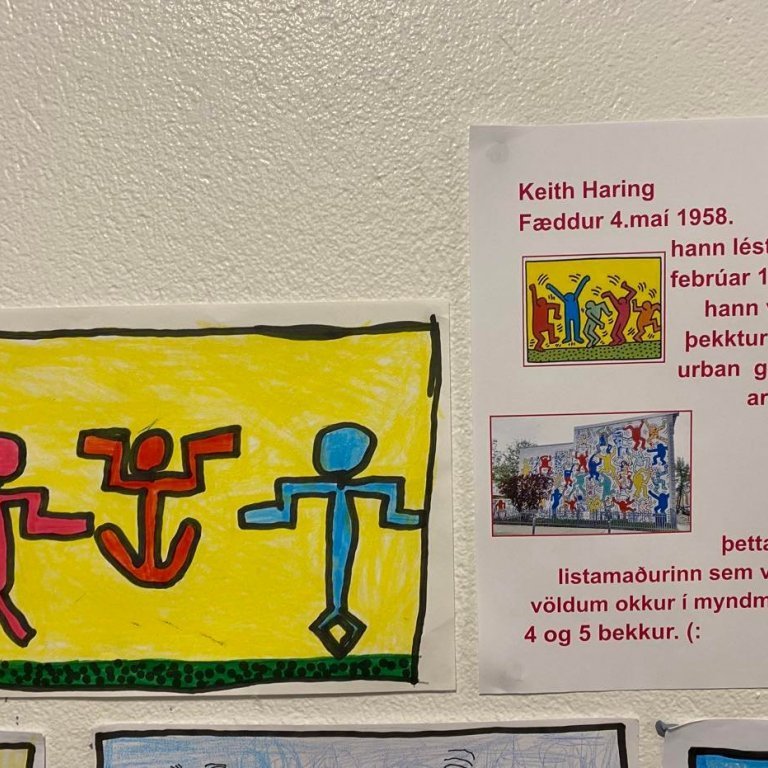 Keith Haring
Fæddur 4.maí 1958.
hann lést
febrúar 1
hann
þekktur
urban g
ar
þetta
listamaðurinn sem v
völdum okkur í myndm
4 og 5 bekkur. (: